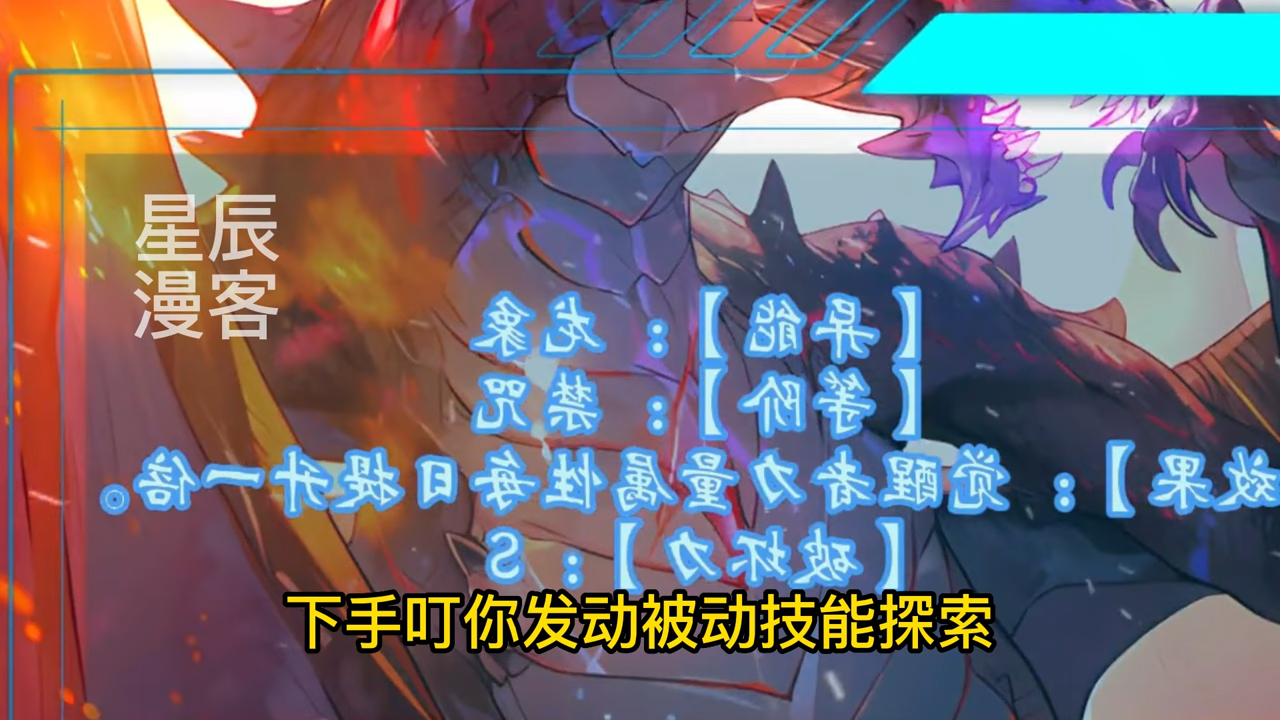 星辰
漫客
【异能】：龙象
【等阶】：禁咒
效果】：觉醒者力量属性每日提升一倍。
【破坏力】：S
下手叮你发动被动技能探索